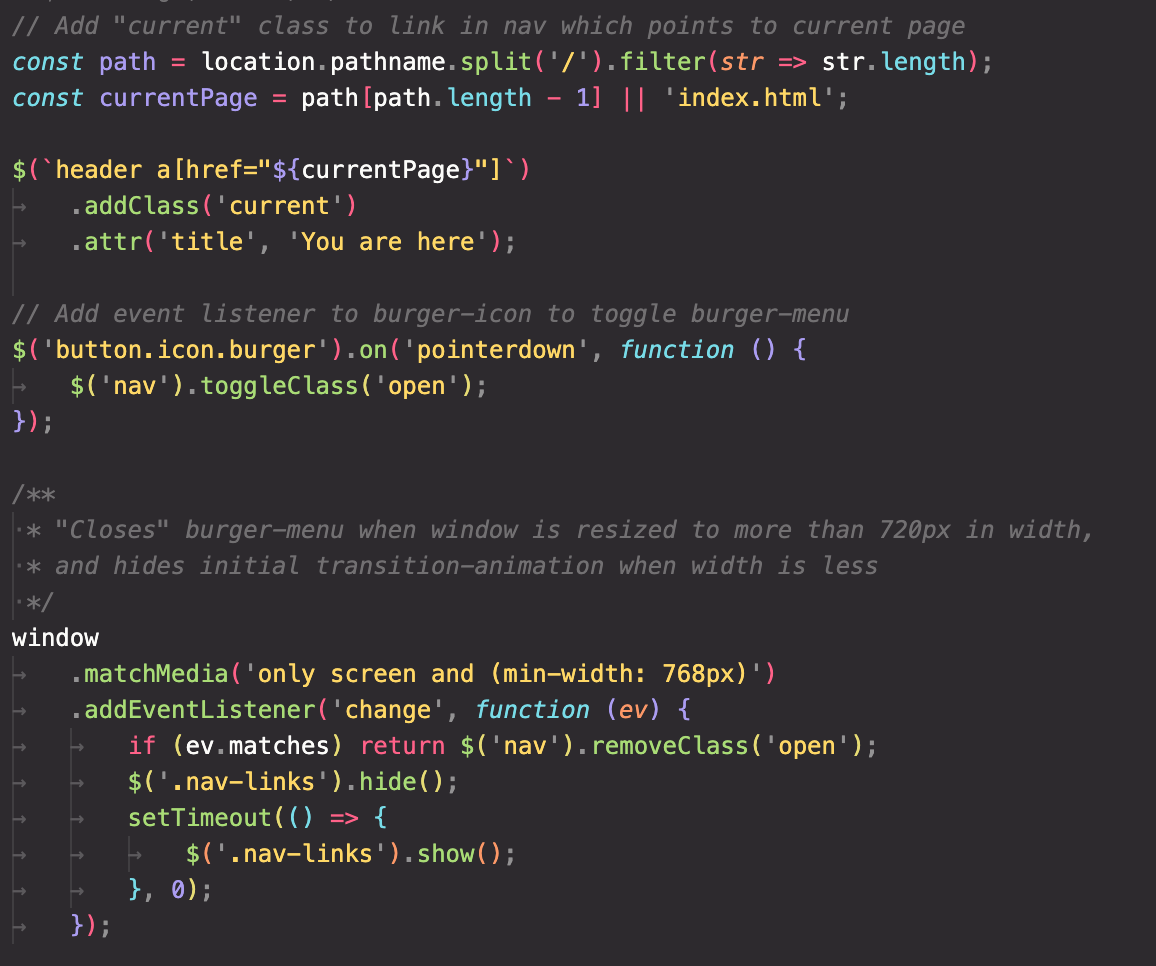 // Add "current" class to link in nav which points to current page
const path = location.pathname.split('/').filter(str => str.length);
const currentPage = path[path.length - 1] || 'index.html';
$(`header a[href="${currentPage}"]`)
.addClass('current')
.attr('title', 'You are here');
// Add event listener to burger-icon to toggle burger-menu
$('button.icon.burger').on('pointerdown', function () {
$('nav').toggleClass('open');
});
/**
* "Closes" burger-menu when window is resized to more than 720px in width,
* and hides initial transition-animation when width is less
*/
window
.matchMedia('only screen and (min-width: 768px)')
.addEventListener('change', function (ev) {
if (ev.matches) return $('nav').removeClass('open');
$('.nav-links').hide();
setTimeout(() => {
$('.nav-links').show();
}, 0);
});